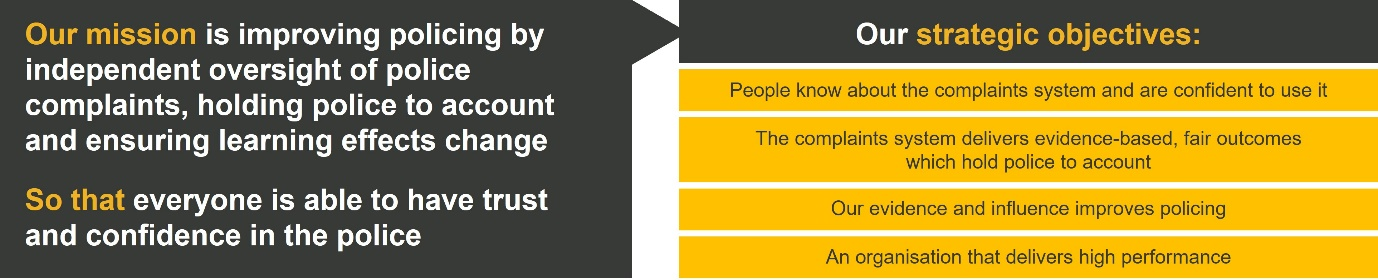 Our mission is improving policing by
independent oversight of police
complaints, holding police to account
and ensuring learning effects change
So that everyone is able to have trust
and confidence in the police
Our strategic objectives:
People know about the complaints system and are confident to use it
The complaints system delivers evidence-based, fair outcomes
which hold police to account
Our evidence and influence improves policing
An organisation that delivers high performance